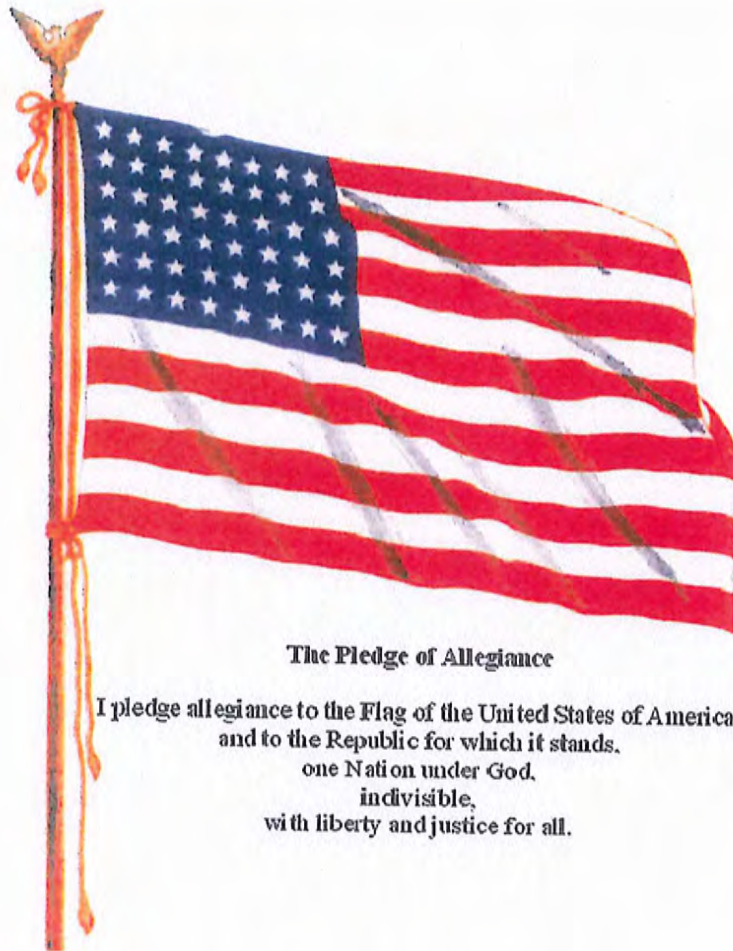 The Pledge of Allegiance
I pledge allegiance to the Flag of the United States of America
and to the Republic for which it stands,
one Nation under God,
indivisible,
with liberty and justice for all.